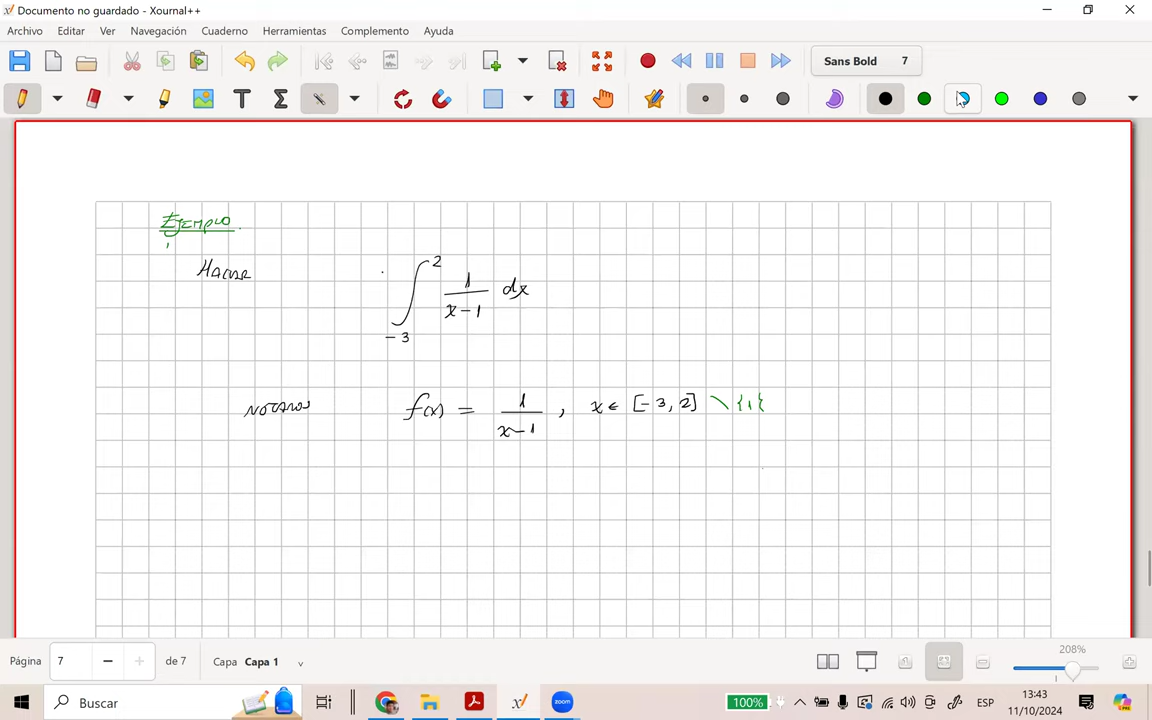 Documento no guardado - Xournal++
Archivo Editar Ver Navegación Cuaderno Herramientas Complemento Ayuda
Sans Bold 7
Ejemplo
Hacer
∫_{-3}^{2} 1/(x-1) dx
notamos f(x) = 1/(x-1) , x ∈ [-3, 2] \ {1}
Página 7 de 7 Capa Capa 1 208%
Buscar 100% ESP 13:43
11/10/2024